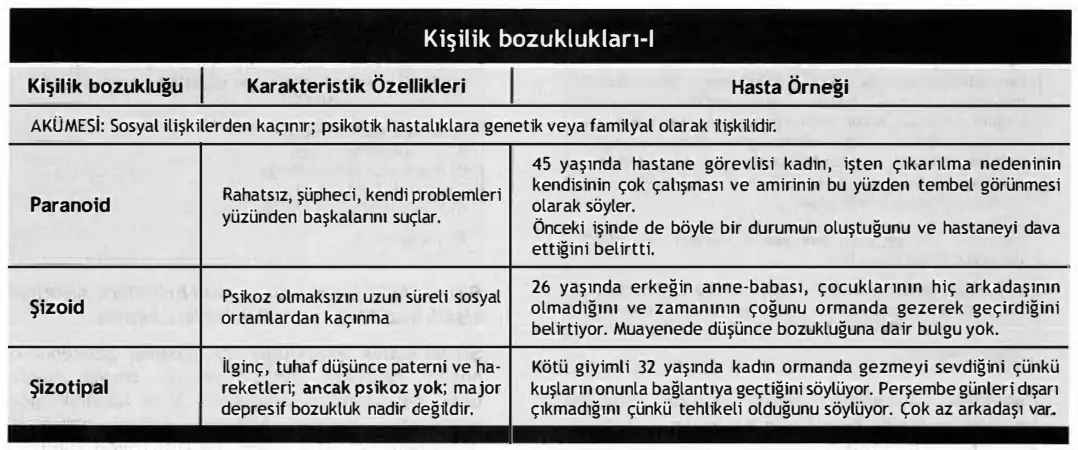 Kişilik bozuklukları-I
Kişilik bozukluğu
Karakteristik Özellikleri
Hasta Örneği
AKÜMESİ: Sosyal ilişkilerden kaçınır; psikotik hastalıklara genetik veya familyal olarak ilişkilidir.
Paranoid
Rahatsız, şüpheci, kendi problemleri
yüzünden başkalarını suçlar.
45 yaşında hastane görevlisi kadın, işten çıkarılma nedeninin
kendisinin çok çalışması ve amirinin bu yüzden tembel görünmesi
olarak söyler.
Önceki işinde de böyle bir durumun oluştuğunu ve hastaneyi dava
ettiğini belirtti.
Şizoid
Psikoz olmaksızın uzun süreli sosyal
ortamlardan kaçınma.
26 yaşında erkeğin anne-babası, çocuklarının hiç arkadaşının
olmadığını ve zamanının çoğunu ormanda gezerek geçirdiğini
belirtiyor. Muayenede düşünce bozukluğuna dair bulgu yok.
Şizotipal
İlginç, tuhaf düşünce paterni ve ha-
reketleri; ancak psikoz yok; major
depresif bozukluk nadir değildir.
Kötü giyimli 32 yaşında kadın ormanda gezmeyi sevdiğini çünkü
kuşların onunla bağlantıya geçtiğini söylüyor. Perşembe günleri dışarı
çıkmadığını çünkü tehlikeli olduğunu söylüyor. Çok az arkadaşı var.